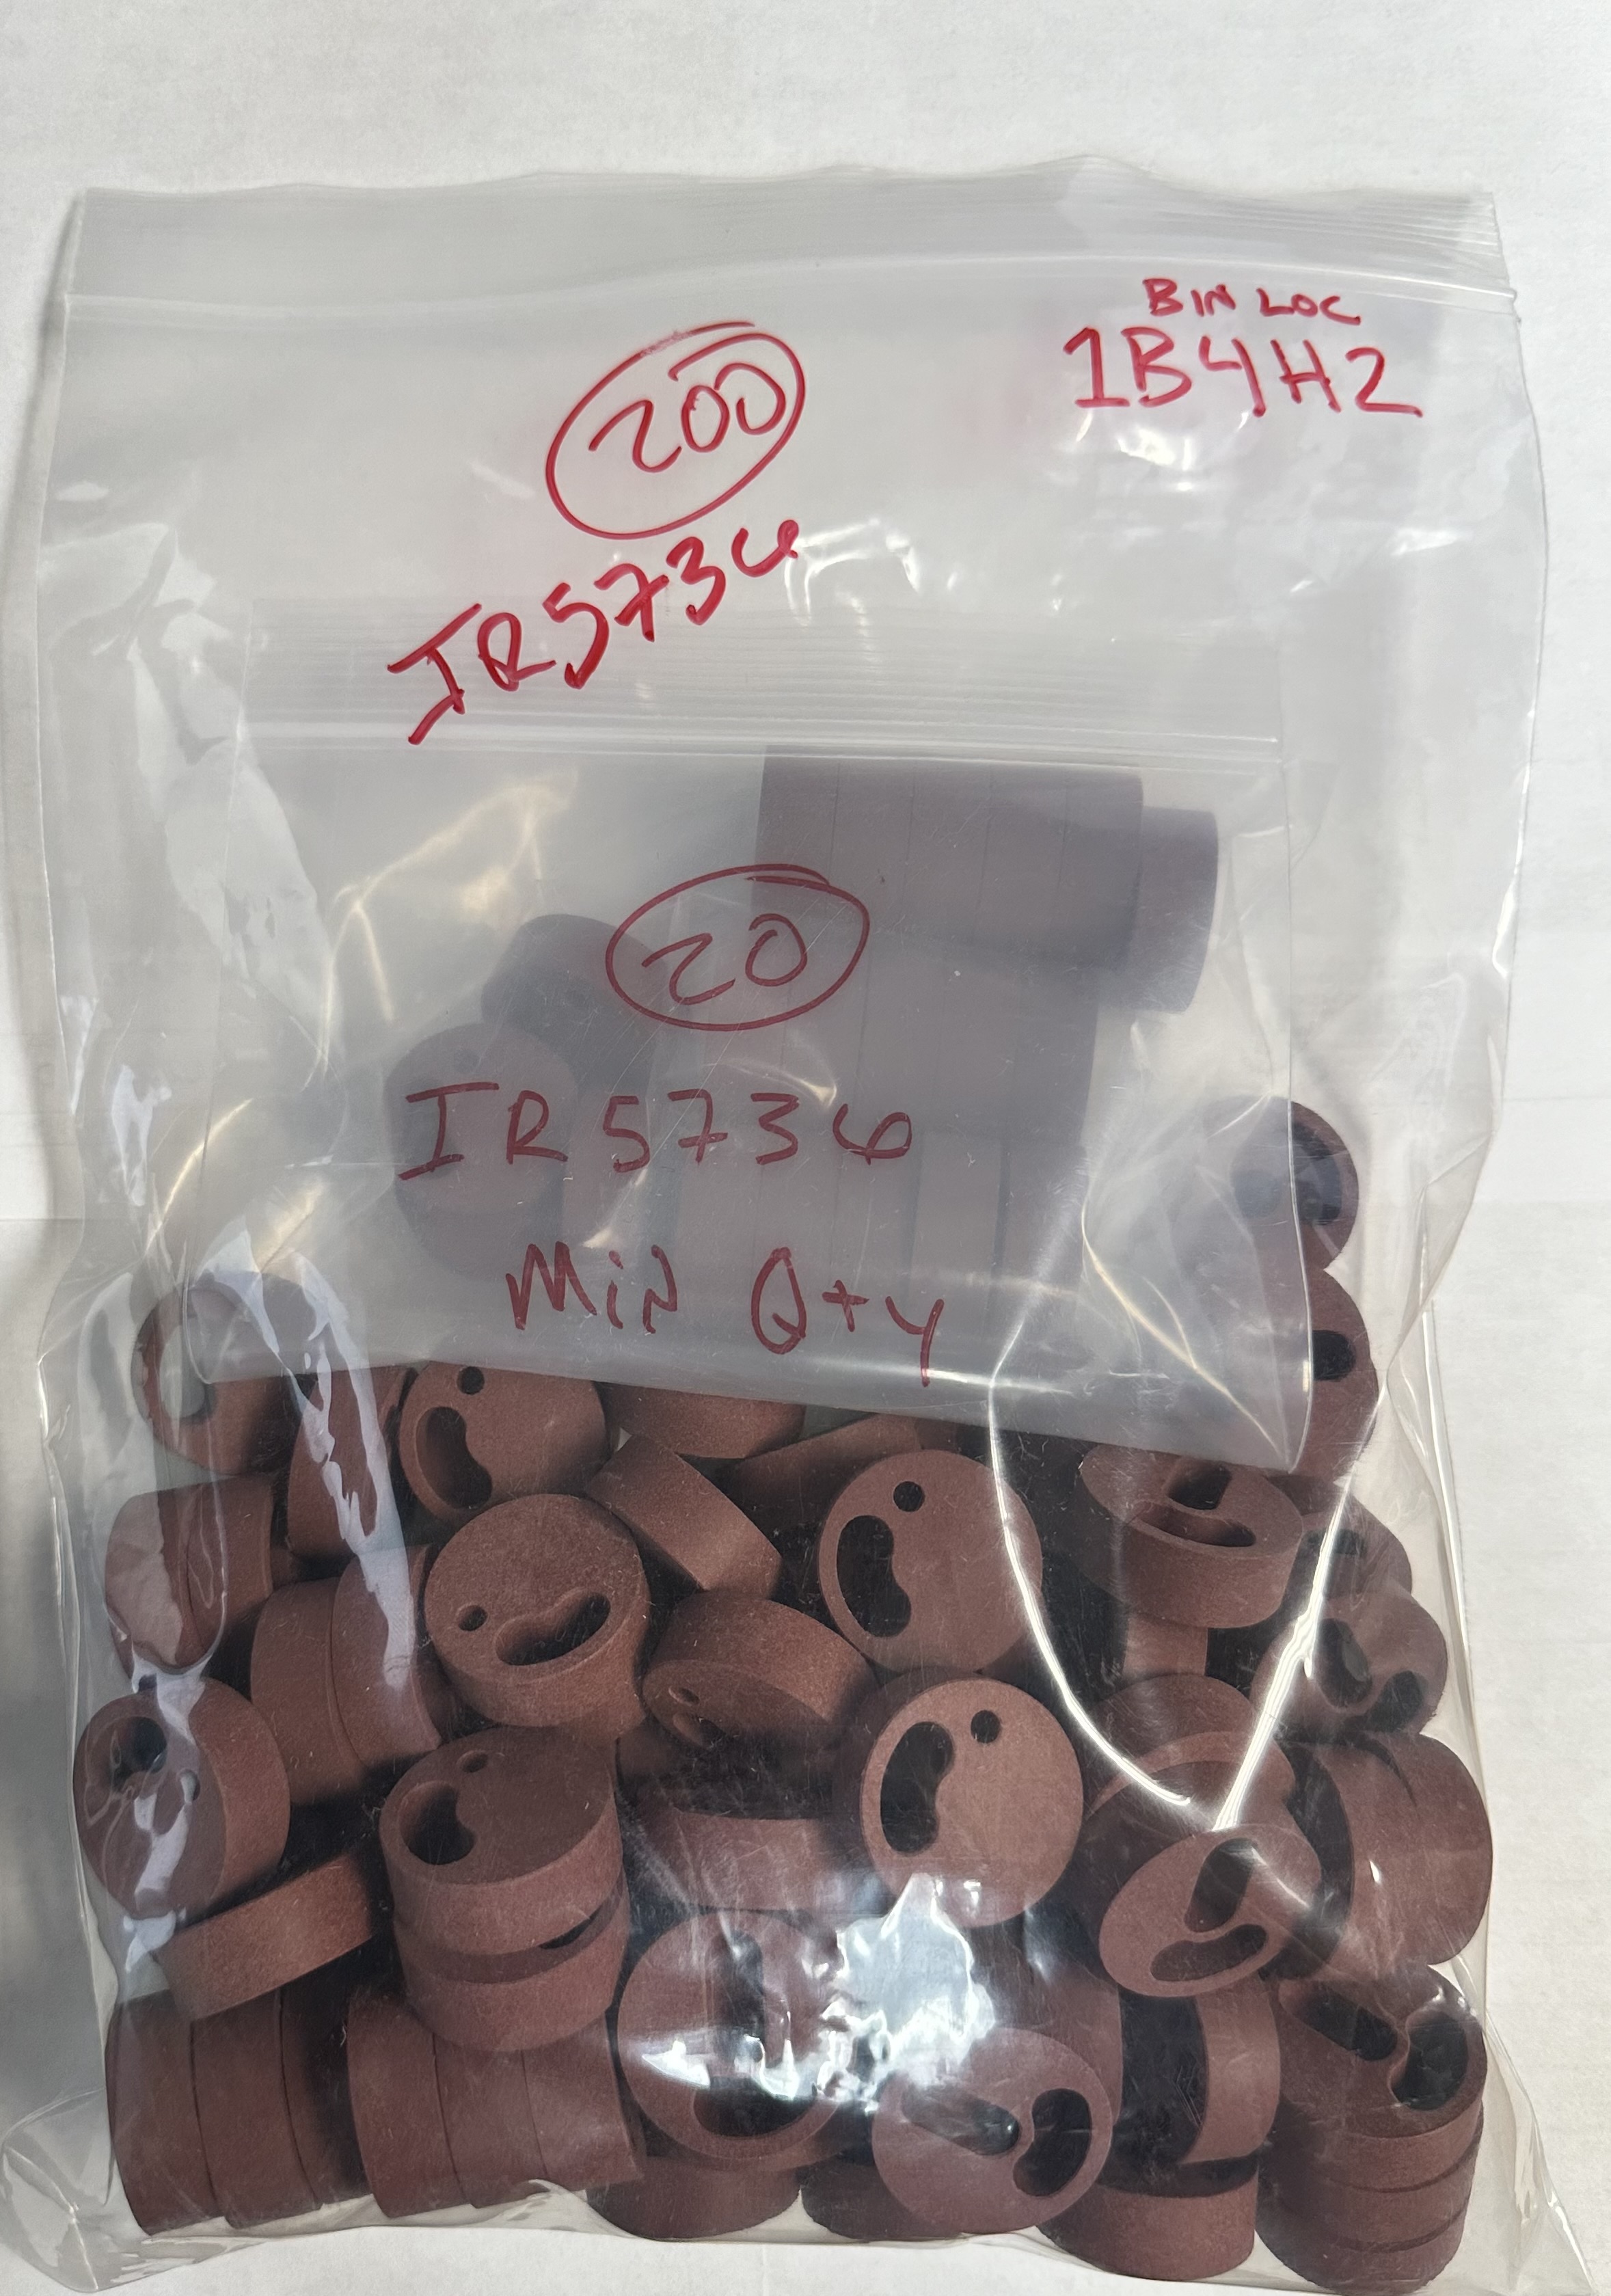 BIN LOC
1B4H2
200
IR5736
20
IR5736
MiN Qty